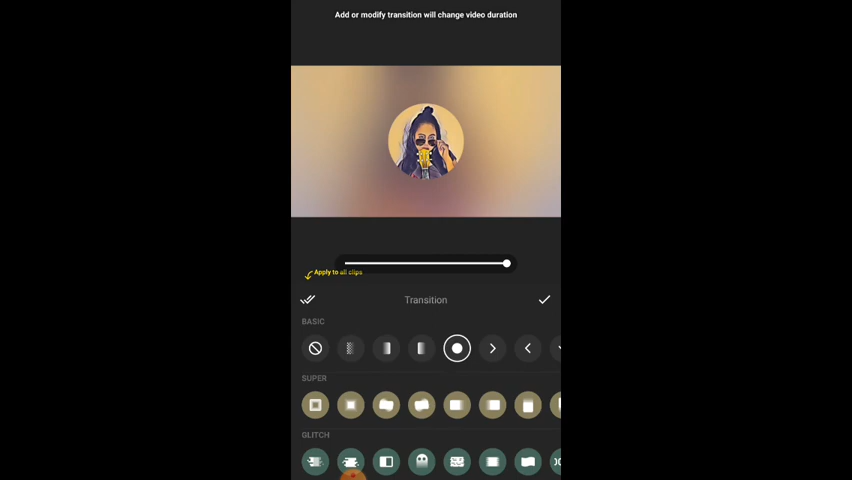 Add or modify transition will change video duration
Apply to all clips
Transition
BASIC
SUPER
GLITCH